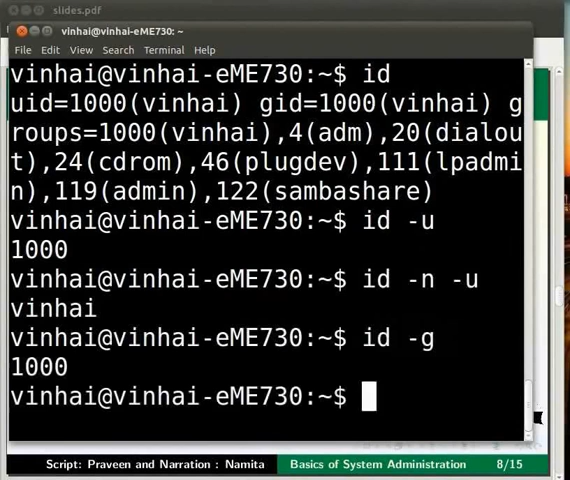 slides.pdf
vinhai@vinhai-eME730: ~
File Edit View Search Terminal Help
vinhai@vinhai-eME730:~$ id
uid=1000(vinhai) gid=1000(vinhai) g
roups=1000(vinhai),4(adm),20(dialou
t),24(cdrom),46(plugdev),111(lpadmi
n),119(admin),122(sambashare)
vinhai@vinhai-eME730:~$ id -u
1000
vinhai@vinhai-eME730:~$ id -n -u
vinhai
vinhai@vinhai-eME730:~$ id -g
1000
vinhai@vinhai-eME730:~$
Script: Praveen and Narration : Namita Basics of System Administration 8/15